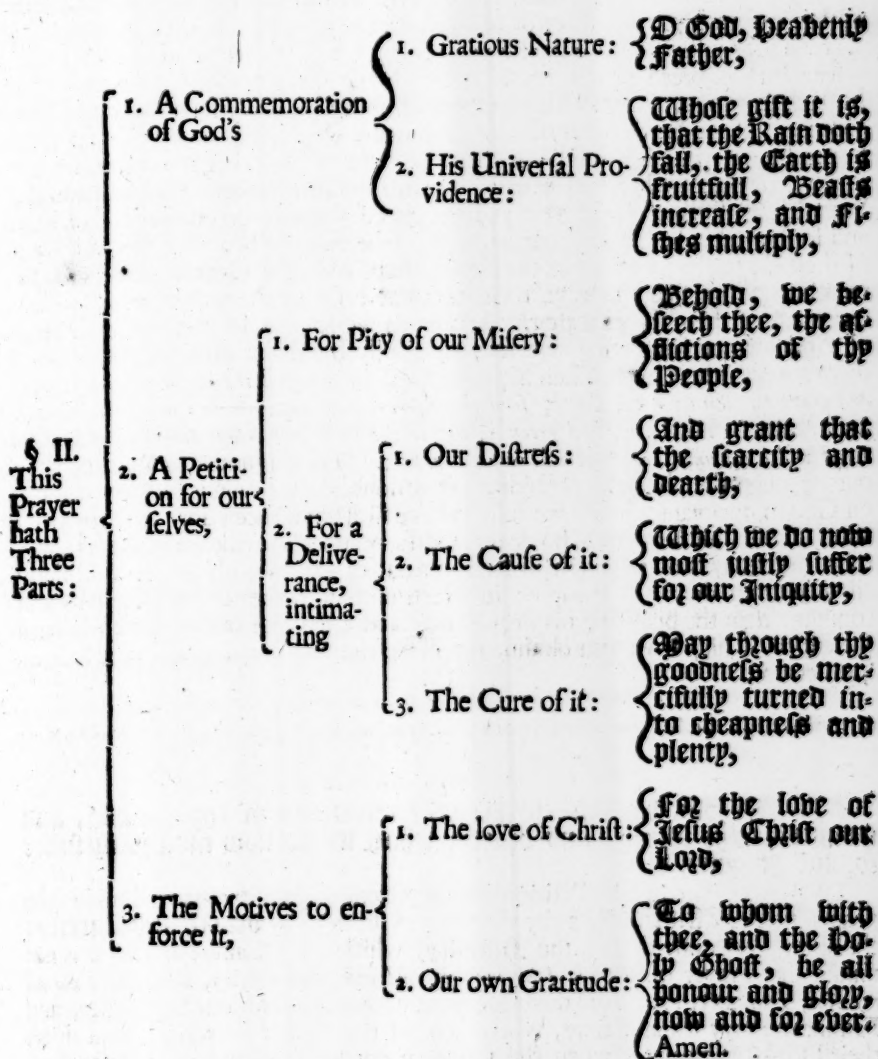 § II.
This
Prayer
hath
Three
Parts:
1. A Commemoration
of God's
1. Gratious Nature:
O God, Heavenly
Father,
2. His Univerſal Pro-
vidence:
Whoſe gift it is,
that the Rain doth
fall, the Earth is
fruitfull, Beaſts
increaſe, and Fi-
ſhes multiply,
2. A Petiti-
on for our
ſelves,
1. For Pity of our Miſery:
Behold, we be-
ſeech thee, the af-
flictions of thy
People,
2. For a
Delive-
rance,
intima-
ting
1. Our Diſtreſs:
And grant that
the ſcarcity and
dearth,
2. The Cauſe of it:
Which we do now
moſt juſtly ſuffer
for our Iniquity,
3. The Cure of it:
May through thy
goodneſs be mer-
cifully turned in-
to cheapneſs and
plenty,
3. The Motives to en-
force It,
1. The love of Chriſt:
For the love of
Jeſus Chriſt our
Lord,
2. Our own Gratitude:
To whom with
thee, and the Ho-
ly Ghoſt, be all
honour and glory,
now and for ever.
Amen.